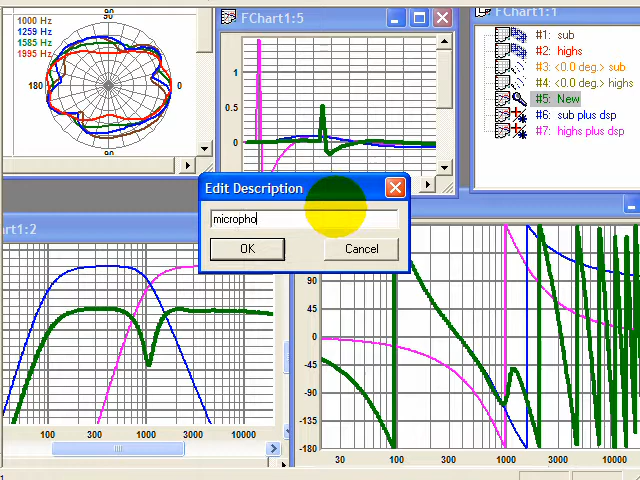 1000 Hz
1259 Hz
1585 Hz
1995 Hz
90
180
0
90
FChart1:5
1
0.5
0
FChart1:1
#1: sub
#2: highs
#3: <0.0 deg.> sub
#4: <0.0 deg.> highs
#5: New
#6: sub plus dsp
#7: highs plus dsp
Edit Description
micropho
OK
Cancel
art1:2
100
300
1000
3000
10000
90
45
0
-45
-90
-135
-180
30
100
300
1000
3000
10000